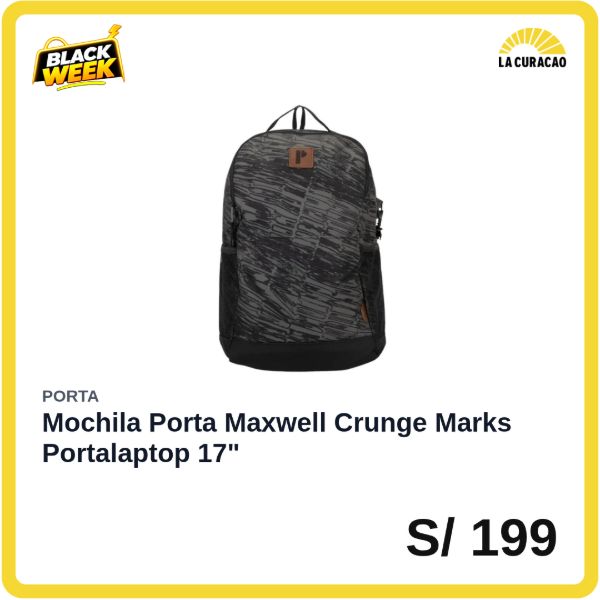 BLACK
WEEK
LA CURACAO
P
PORTA
Mochila Porta Maxwell Crunge Marks
Portalaptop 17"
S/ 199